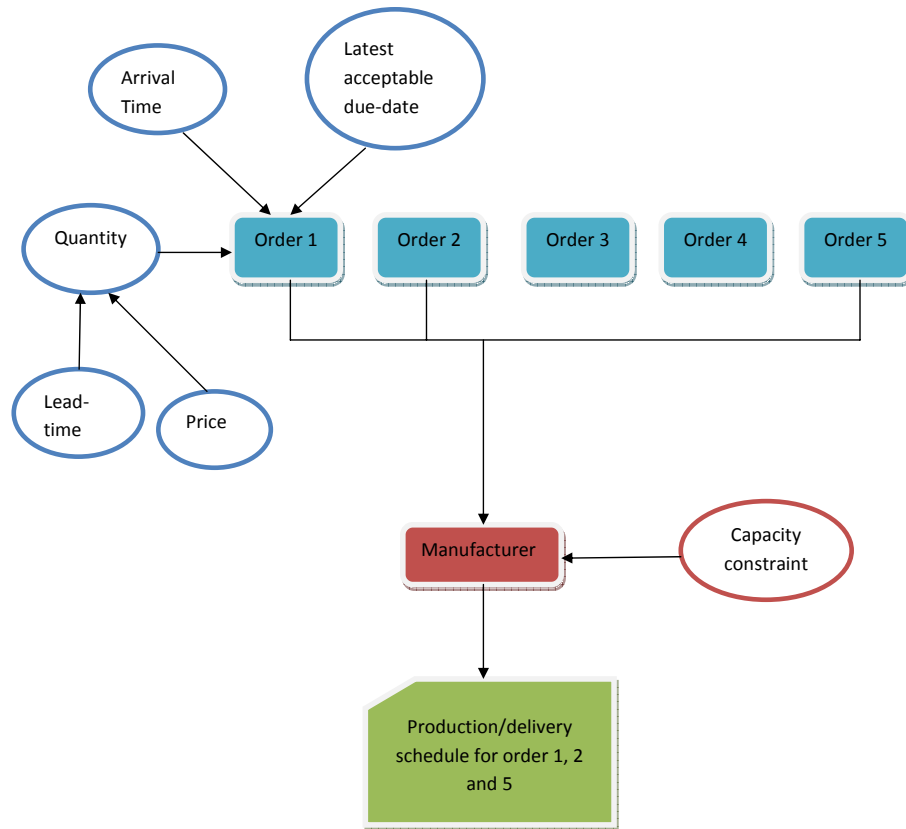 Arrival
Time
Latest
acceptable
due-date
Quantity
Order 1
Order 2
Order 3
Order 4
Order 5
Lead-
time
Price
Manufacturer
Capacity
constraint
Production/delivery
schedule for order 1, 2
and 5